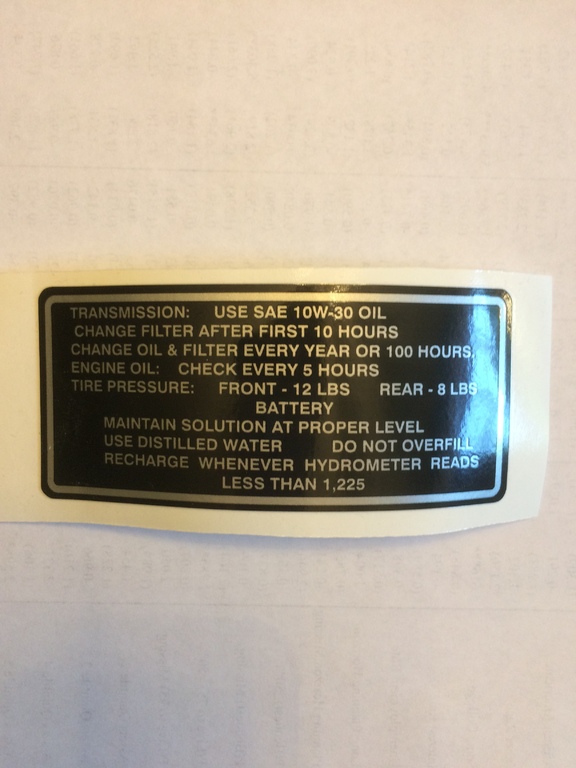 TRANSMISSION: USE SAE 10W-30 OIL
CHANGE FILTER AFTER FIRST 10 HOURS
CHANGE OIL & FILTER EVERY YEAR OR 100 HOURS.
ENGINE OIL: CHECK EVERY 5 HOURS
TIRE PRESSURE: FRONT - 12 LBS REAR - 8 LBS
BATTERY
MAINTAIN SOLUTION AT PROPER LEVEL
USE DISTILLED WATER DO NOT OVERFILL
RECHARGE WHENEVER HYDROMETER READS
LESS THAN 1,225